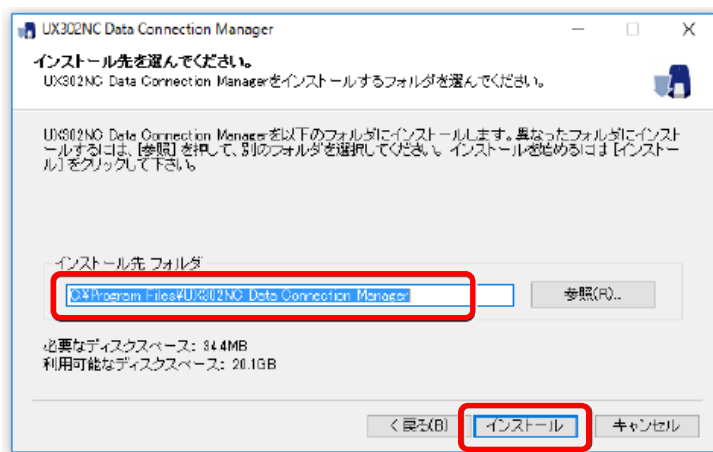 UX302NC Data Connection Manager
インストール先を選んでください。
UX302NC Data Connection Managerをインストールするフォルダを選んでください。
UX302NC Data Connection Managerを以下のフォルダにインストールします。異なったフォルダにインスト
ールするには、[参照] を押して、別のフォルダを選択してください。インストールを始めるには [インストー
ル] をクリックして下さい。
インストール先 フォルダ
C:¥Program Files¥UX302NC Data Connection Manager
参照(R)...
必要なディスクスペース: 34.4MB
利用可能なディスクスペース: 20.1GB
< 戻る(B)
インストール
キャンセル